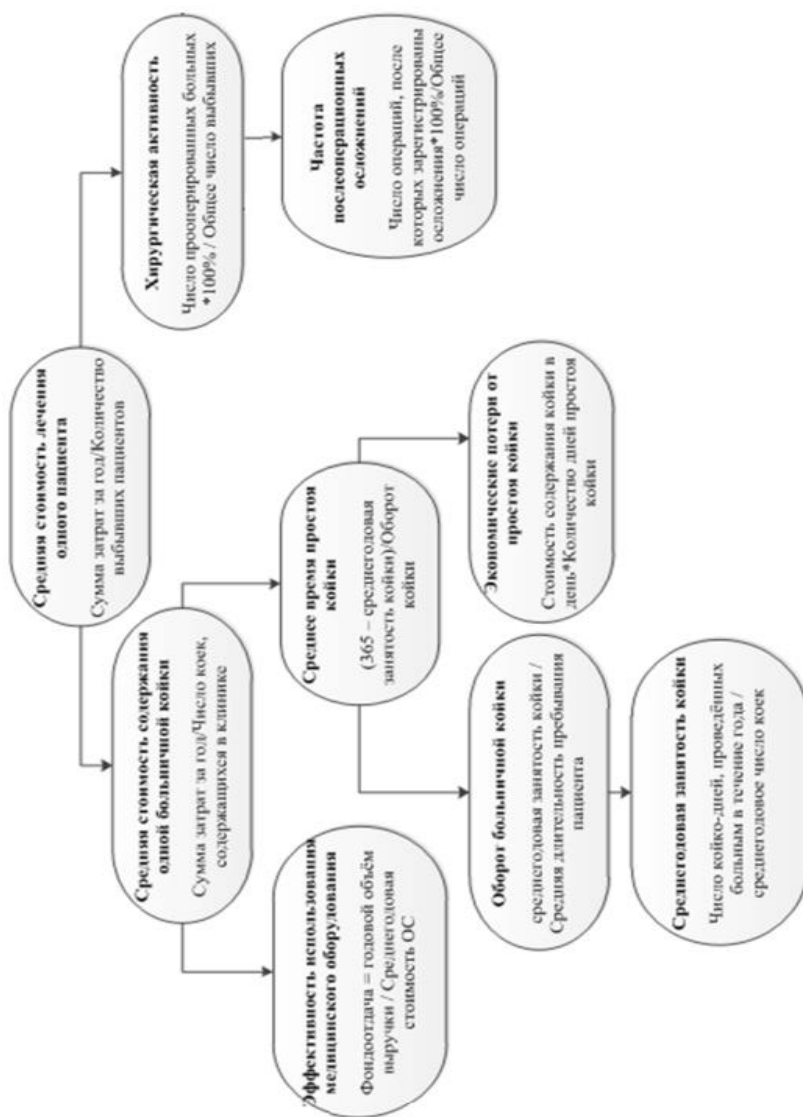 Средняя стоимость лечения
одного пациента
Сумма затрат за год/Количество
выбывших пациентов
Средняя стоимость содержания
одной больничной койки
Сумма затрат за год/Число коек,
содержащихся в клинике
Хирургическая активность
Число прооперированных больных
*100% / Общее число выбывших
Эффективность использования
медицинского оборудования
Фондоотдача = годовой объём
выручки / Среднегодовая
стоимость ОС
Среднее время простоя
койки
(365 – среднегодовая
занятость койки)/Оборот
койки
Частота
послеоперационных
осложнений
Число операций, после
которых зарегистрированы
осложнения*100%/Общее
число операций
Оборот больничной койки
среднегодовая занятость койки /
Средняя длительность пребывания
пациента
Экономические потери от
простоя койки
Стоимость содержания койки в
день*Количество дней простоя
койки
Среднегодовая занятость койки
Число койко-дней, проведённых
больным в течение года /
среднегодовое число коек